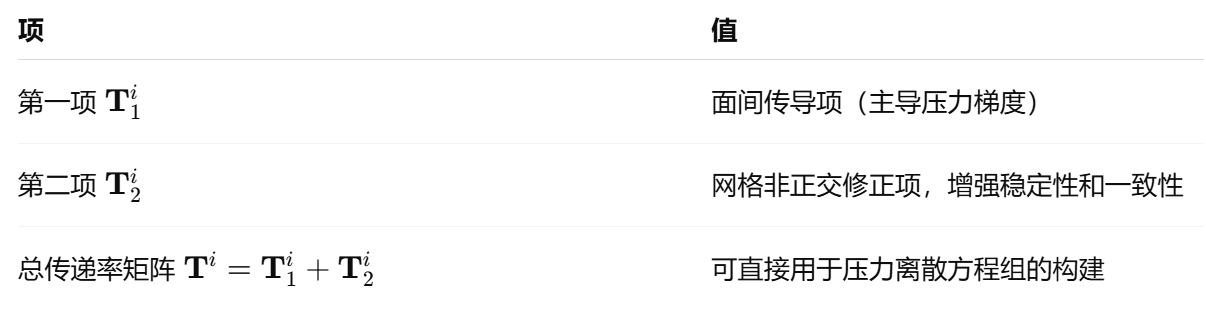 项 值
第一项 $\mathbf{T}_1^i$ 面间传导项（主导压力梯度）
第二项 $\mathbf{T}_2^i$ 网格非正交修正项，增强稳定性和一致性
总传递率矩阵 $\mathbf{T}^i = \mathbf{T}_1^i + \mathbf{T}_2^i$ 可直接用于压力离散方程组的构建